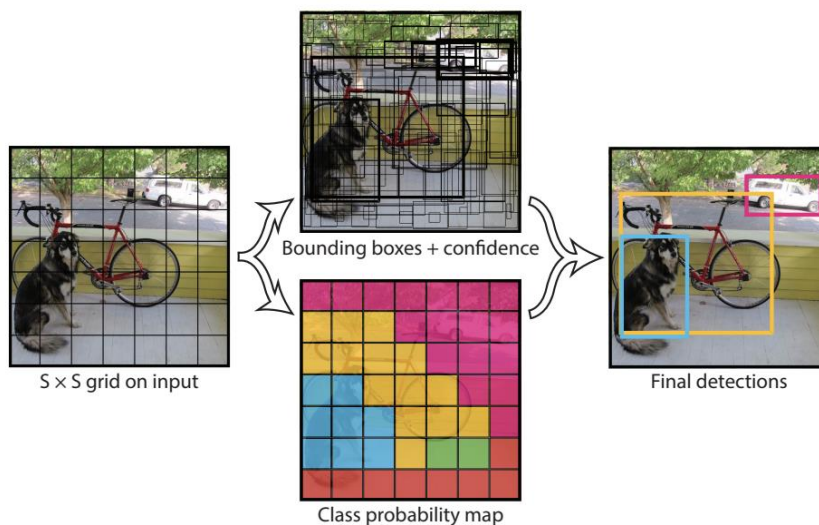 Bounding boxes + confidence
S × S grid on input
Final detections
Class probability map